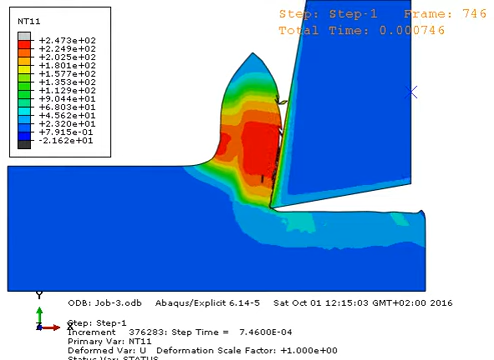 Step: Step-1 Frame: 746
Total Time: 0.000746
NT11
+2.473e+02
+2.249e+02
+2.025e+02
+1.801e+02
+1.577e+02
+1.353e+02
+1.129e+02
+9.044e+01
+6.803e+01
+4.562e+01
+2.320e+01
+7.915e-01
-2.162e+01
Y
X
ODB: Job-3.odb Abaqus/Explicit 6.14-5 Sat Oct 01 12:15:03 GMT+02:00 2016
Step: Step-1
Increment 376283: Step Time = 7.4600E-04
Primary Var: NT11
Deformed Var: U Deformation Scale Factor: +1.000e+00
Status Var: STATUS